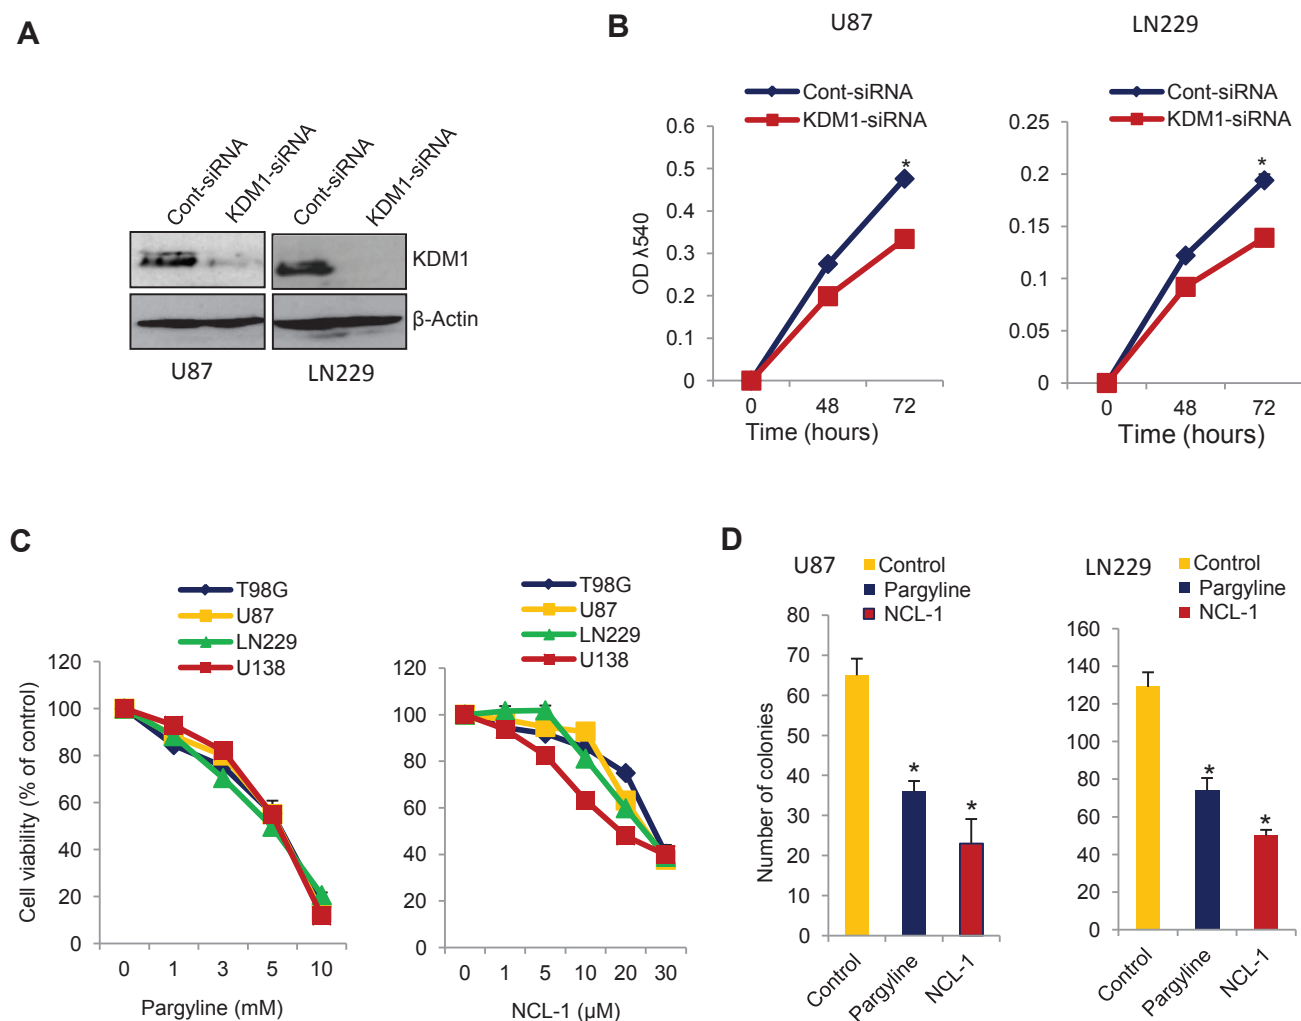 A
Cont-siRNA
KDM1-siRNA
Cont-siRNA
KDM1-siRNA
KDM1
β-Actin
U87
LN229
B
U87
Cont-siRNA
KDM1-siRNA
0.6
0.5
0.4
0.3
0.2
0.1
0
OD λ540
*
0 48 72
Time (hours)
LN229
Cont-siRNA
KDM1-siRNA
0.25
0.2
0.15
0.1
0.05
0
*
0 48 72
Time (hours)
C
T98G
U87
LN229
U138
120
100
80
60
40
20
0
Cell viability (% of control)
0 1 3 5 10
Pargyline (mM)
T98G
U87
LN229
U138
120
100
80
60
40
20
0
0 1 5 10 20 30
NCL-1 (µM)
D
U87
Control
Pargyline
NCL-1
80
70
60
50
40
30
20
10
0
Number of colonies
*
*
Control
Pargyline
NCL-1
LN229
Control
Pargyline
NCL-1
160
140
120
100
80
60
40
20
0
*
*
Control
Pargyline
NCL-1